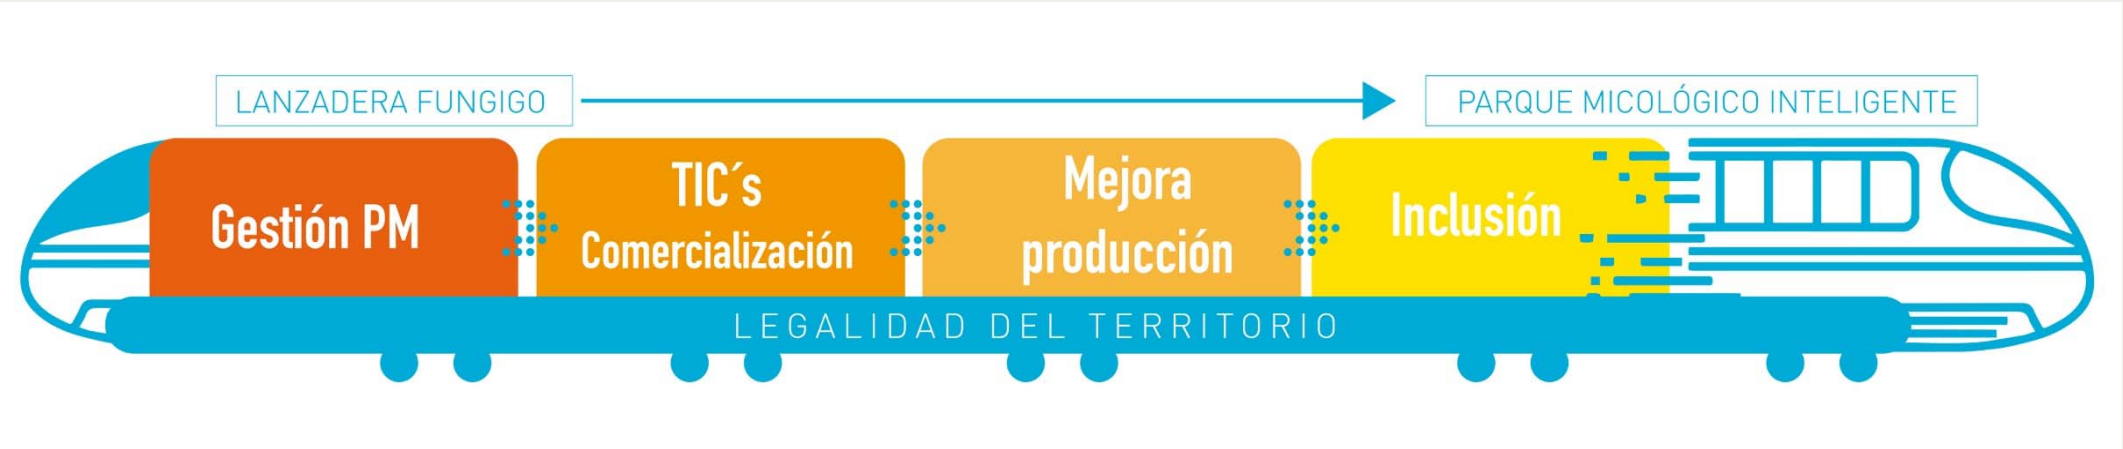 LANZADERA FUNGIGO
PARQUE MICOLÓGICO INTELIGENTE
Gestión PM
TIC´s
Comercialización
Mejora
producción
Inclusión
LEGALIDAD DEL TERRITORIO